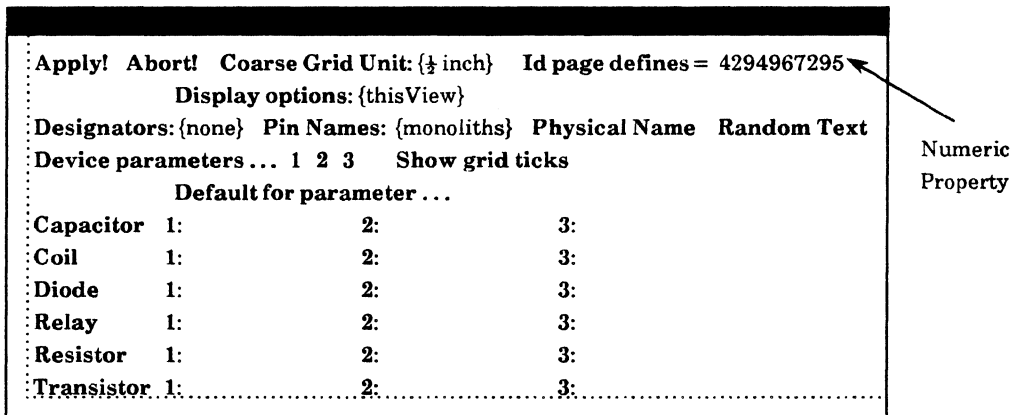 Apply! Abort! Coarse Grid Unit: {½ inch} Id page defines = 4294967295
Display options: {thisView}
Designators: {none} Pin Names: {monoliths} Physical Name Random Text
Device parameters ... 1 2 3 Show grid ticks
Default for parameter ...
Capacitor 1: 2: 3:
Coil 1: 2: 3:
Diode 1: 2: 3:
Relay 1: 2: 3:
Resistor 1: 2: 3:
Transistor 1: 2: 3:
Numeric
Property